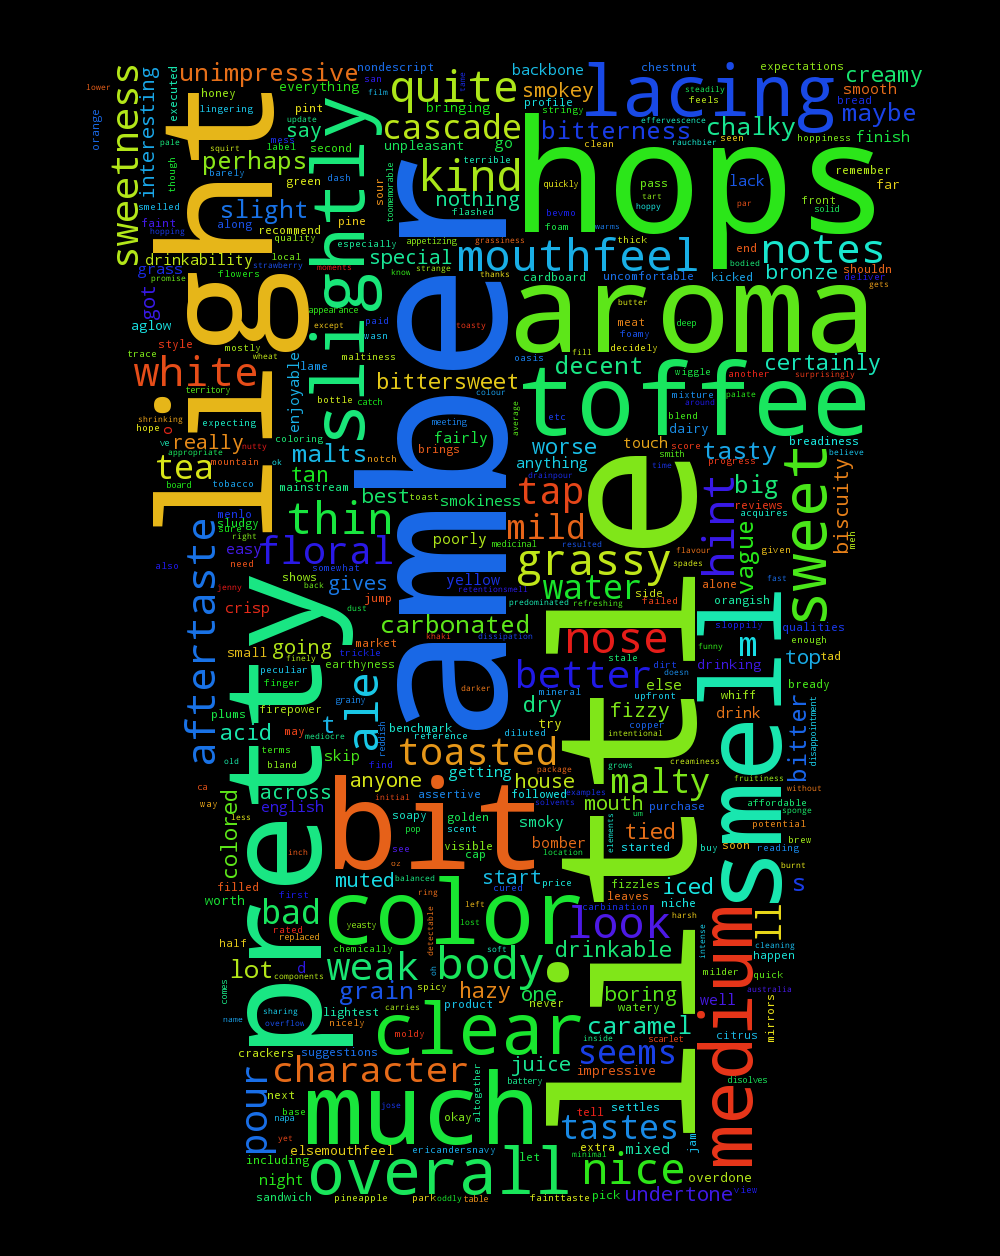 lower
sweetness
interesting
executed
unimpressive
nondescript
quite
backbone
smokey
lacing
chestnut
expectations
creamy
smooth
maybe
orange
honey
lingering
everything
pint
bringing
profile
stringy
steadily
feels
bread
effervescence
san
film
update
label
say
second
cascade
go
bitterness
clean
rauchbier
seen
chalky
hoppiness
finish
pale
though
squirt
mess
perhaps
barely
green
dash
unpleasant
terrible
kind
nothing
hops
remember
far
light
smelled
slight
sour
toomemorable
flashed
quickly
pass
tart
hoppy
lack
front
solid
faint
hopping
along
recommend
pine
quality
slightly
amber
foam
bevmo
warms
par
drinkability
local
especially
appetizing
grassiness
special
mouthfeel
thick
end
bodied
notes
grass
promise
flowers
strawberry
moments
know
strange
thanks
cardboard
uncomfortable
kicked
bronze
shouldn
deliver
gets
got
appearance
aroma
butter
aglow
except
paid
toasty
meat
foamy
decidely
deep
style
mostly
wasn
trace
wheat
maltiness
lame
oasis
fill
decent
wiggle
certainly
another
surprisingly
white
territory
enjoyable
bottle
catch
bittersweet
colour
toffee
mixture
palate
shrinking
hope
expecting
meeting
average
etc
blend
around
dairy
o
ve
really
nutty
coloring
notch
fairly
brings
worse
touch
score
smith
tasty
breadiness
believe
appropriate
tea
mountain
ok
malts
anything
time
progress
board
tobacco
tan
mainstream
best
toast
smokiness
drainpour
tap
little
hint
big
reviews
acquires
sweet
biscuity
meh
menlo
sludgy
sure
right
thin
poorly
medicinal
mild
resulted
flavour
vague
given
also
aftertaste
easy
need
floral
somewhat
back
grassy
spades
alone
fast
jenny
shows
gives
yellow
retentionsmell
water
side
failed
orangish
crisp
jump
dust
predominated
refreshing
sloppily
pretty
carbonated
khaki
dissipation
nose
funny
m
qualities
enough
small
going
finely
market
trickle
stale
smell
top
tad
peculiar
finger
earthyness
better
dirt
doesn
else
drinking
whiff
bready
ale
grainy
darker
mineral
upfront
plums
firepower
dry
try
copper
intentional
fizzy
drink
bitter
disappointment
acid
may
mediocre
t
reddish
benchmark
reference
diluted
old
terms
bland
skip
find
toasted
package
house
grows
creaminess
without
ca
across
anyone
getting
assertive
followed
examples
solvents
malty
fruitiness
way
less
colored
english
initial
bit
mouth
um
purchase
affordable
sponge
soapy
golden
scent
pop
smoky
bomber
location
elements
tied
started
potential
soon
brew
inch
see
visible
cap
buy
reading
filled
first
muted
oz
balanced
cured
start
price
fizzles
leaves
iced
niche
burnt
s
worth
rated
replaced
bad
color
ring
left
lost
yeasty
detectable
carbination
look
harsh
medium
ll
half
chemically
soft
drinkable
intense
cleaning
happen
lot
d
components
weak
oh
body
hazy
one
boring
milder
quick
comes
grain
spicy
never
watery
well
australia
sharing
lightest
product
name
overflow
nicely
carries
moldy
clear
inside
caramel
scarlet
citrus
mirrors
crackers
suggestions
seems
pour
character
altogether
battery
juice
impressive
disolves
next
base
jose
napa
much
okay
tell
settles
yet
tastes
extra
mixed
jam
elsemouthfeel
ericandersnavy
minimal
including
overall
let
nice
overdone
night
sandwich
pineapple
park
oddly
table
fainttaste
pick
undertone
view